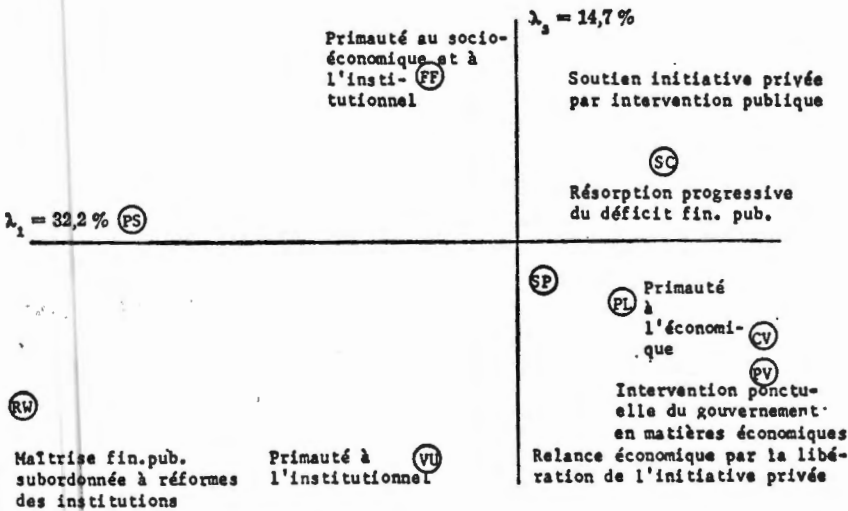 λ₃ = 14,7 %
Primauté au socio-
économique et à
l'insti- FF
tutionnel
Soutien initiative privée
par intervention publique
SC
Résorption progressive
du déficit fin. pub.
λ₁ = 32,2 % PS
SP
PL
Primauté
à
l'économi- CV
que
PV
Intervention ponctu-
elle du gouvernement
en matières économiques
RW
Maîtrise fin.pub.
subordonnée à réformes
des institutions
Primauté à VU
l'institutionnel
Relance économique par la libé-
ration de l'initiative privée